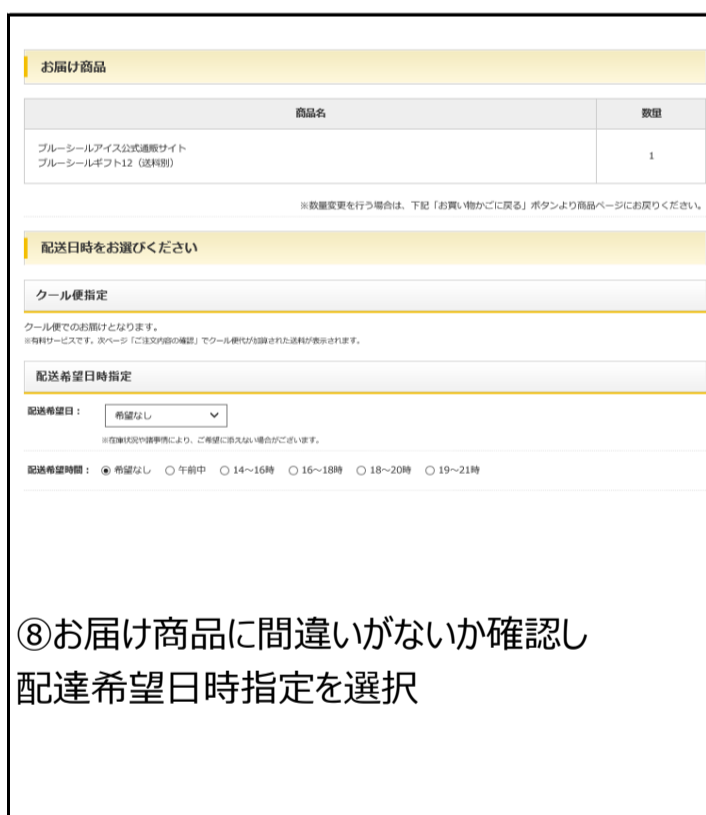 お届け商品
商品名 数量
ブルーシールアイス公式通販サイト
ブルーシールギフト12（送料別） 1
※数量変更を行う場合は、下記「お買い物かごに戻る」ボタンより商品ページにお戻りください。
配送日時をお選びください
クール便指定
クール便でのお届けとなります。
※有料サービスです。次ページ「ご注文内容の確認」でクール便代が加算された送料が表示されます。
配送希望日時指定
配送希望日： 希望なし
※在庫状況や諸事情により、ご希望に添えない場合がございます。
配送希望時間： 希望なし 午前中 14～16時 16～18時 18～20時 19～21時
⑧お届け商品に間違いがないか確認し
配達希望日時指定を選択